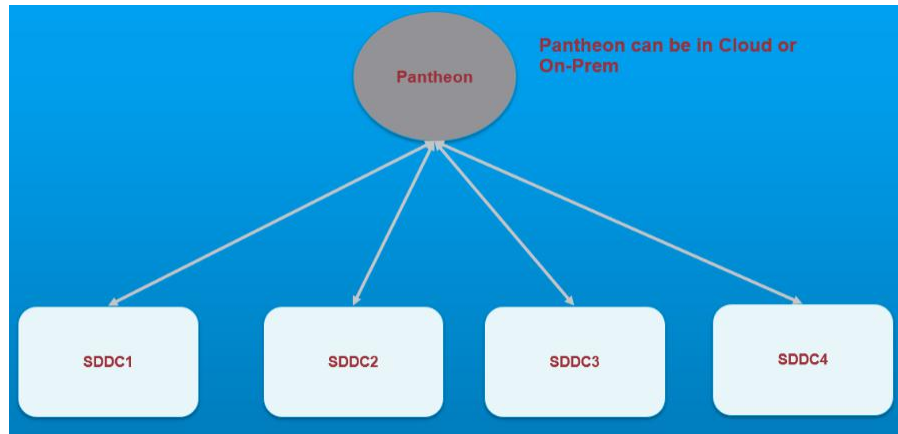 Pantheon
Pantheon can be in Cloud or
On-Prem
SDDC1
SDDC2
SDDC3
SDDC4